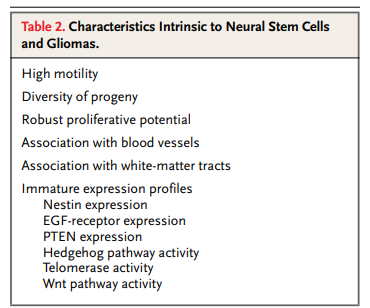 Table 2. Characteristics Intrinsic to Neural Stem Cells
and Gliomas.
High motility
Diversity of progeny
Robust proliferative potential
Association with blood vessels
Association with white-matter tracts
Immature expression profiles
Nestin expression
EGF-receptor expression
PTEN expression
Hedgehog pathway activity
Telomerase activity
Wnt pathway activity